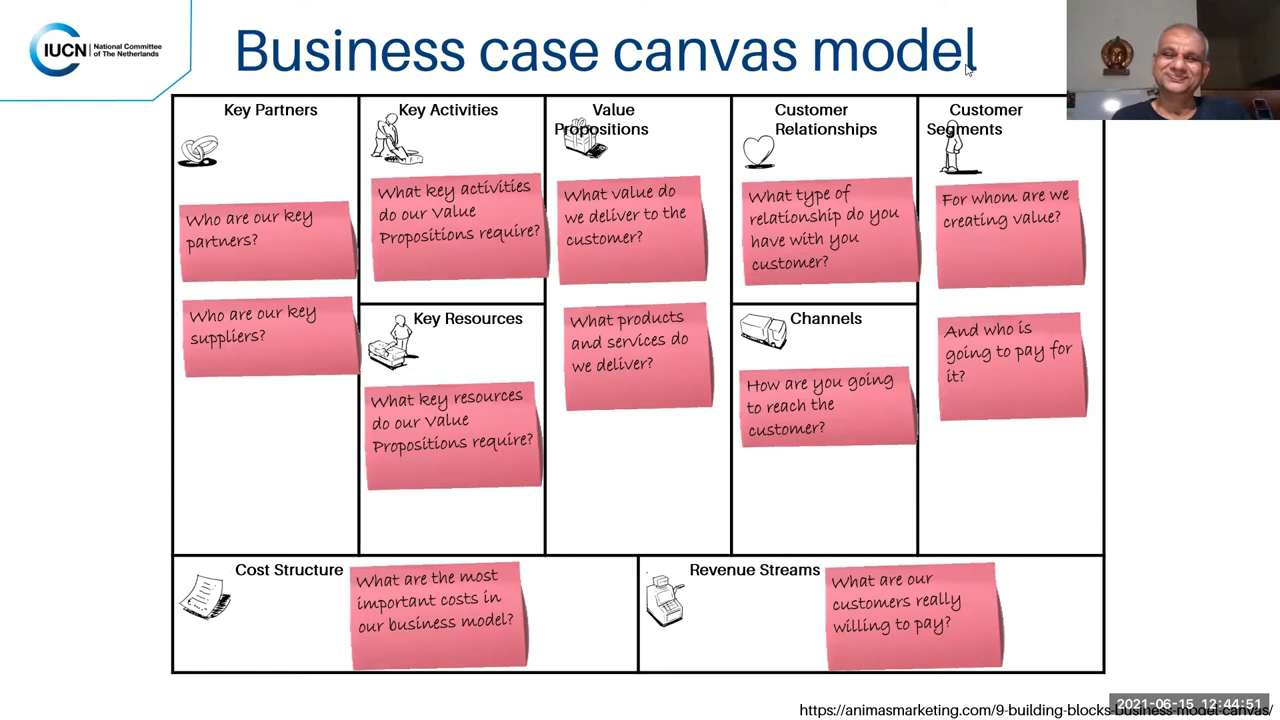 IUCN
National Committee
of The Netherlands
Business case canvas model
Key Partners
Who are our key
partners?
Who are our key
suppliers?
Key Activities
What key activities
do our Value
Propositions require?
Key Resources
What key resources
do our Value
Propositions require?
Value
Propositions
What value do
we deliver to the
customer?
What products
and services do
we deliver?
Customer
Relationships
What type of
relationship do you
have with you
customer?
Channels
How are you going
to reach the
customer?
Customer
Segments
For whom are we
creating value?
And who is
going to pay for
it?
Cost Structure
What are the most
important costs in
our business model?
Revenue Streams
What are our
customers really
willing to pay?
2021-06-15 12:44:51
https://animasmarketing.com/9-building-blocks-business-model-canvas/